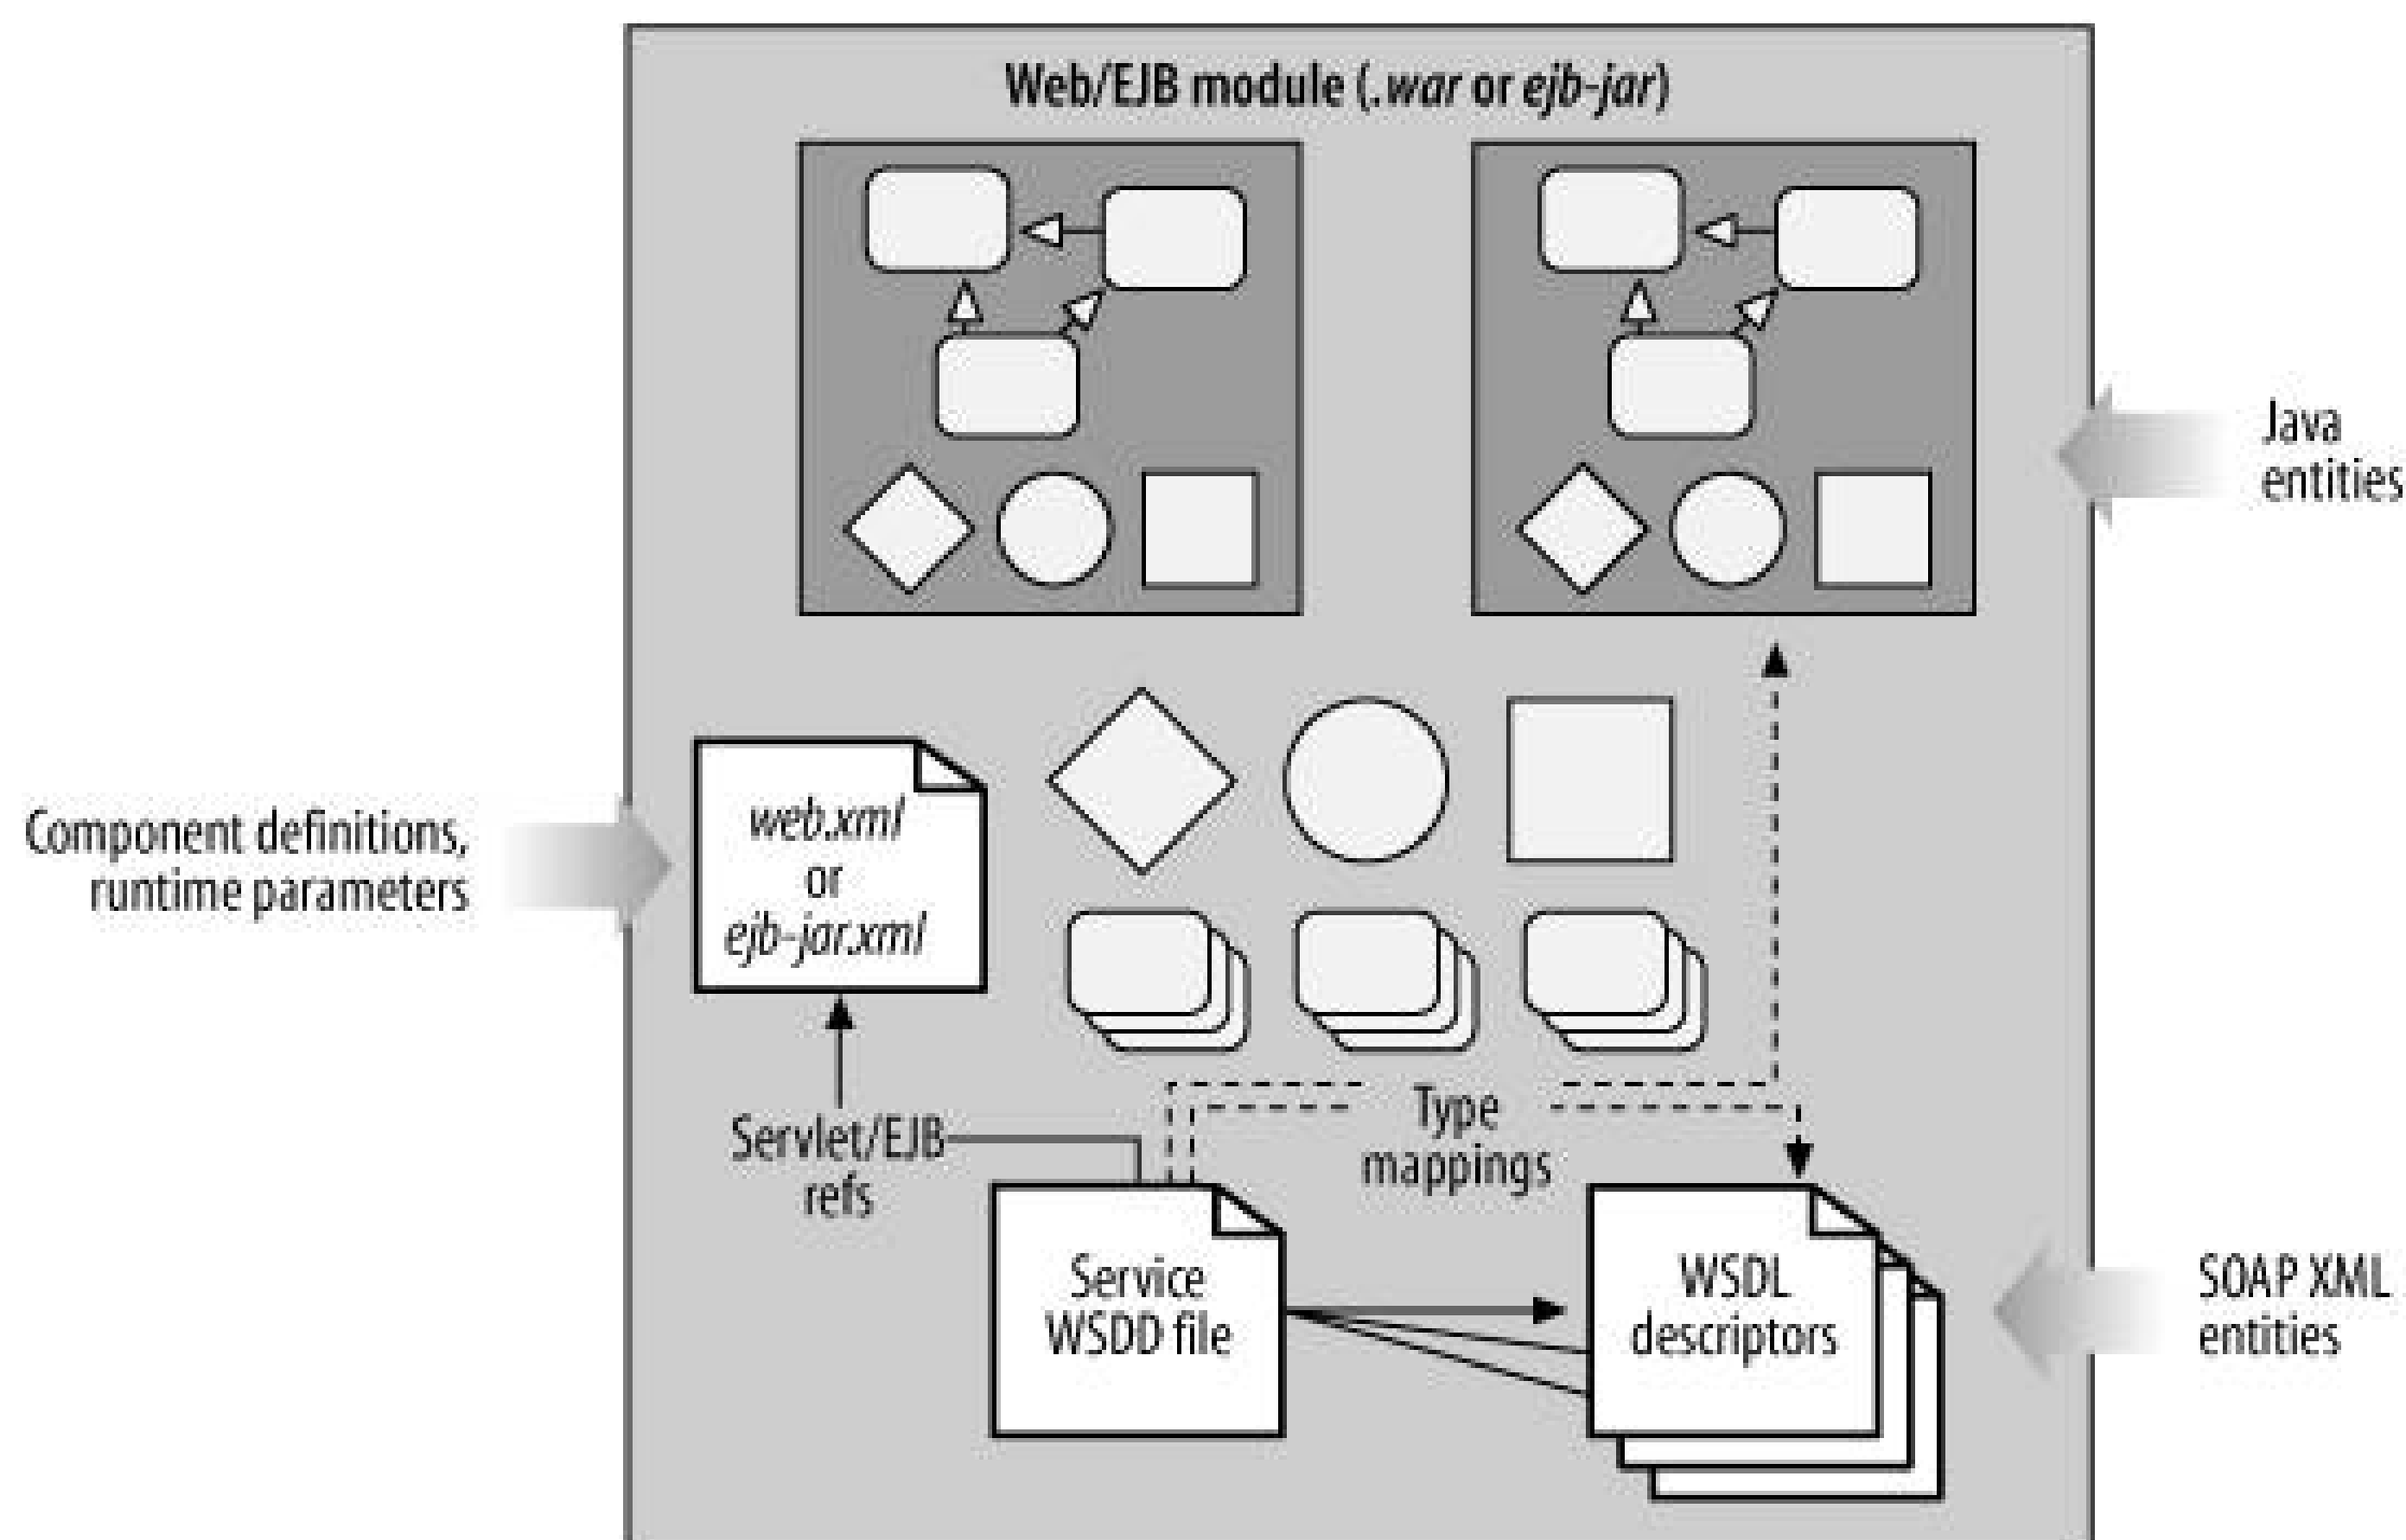 Web/EJB module (.war or ejb-jar)
Java
entities
Component definitions,
runtime parameters
web.xml
or
ejb-jar.xml
Servlet/EJB
refs
Type
mappings
Service
WSDD file
WSDL
descriptors
SOAP XML
entities